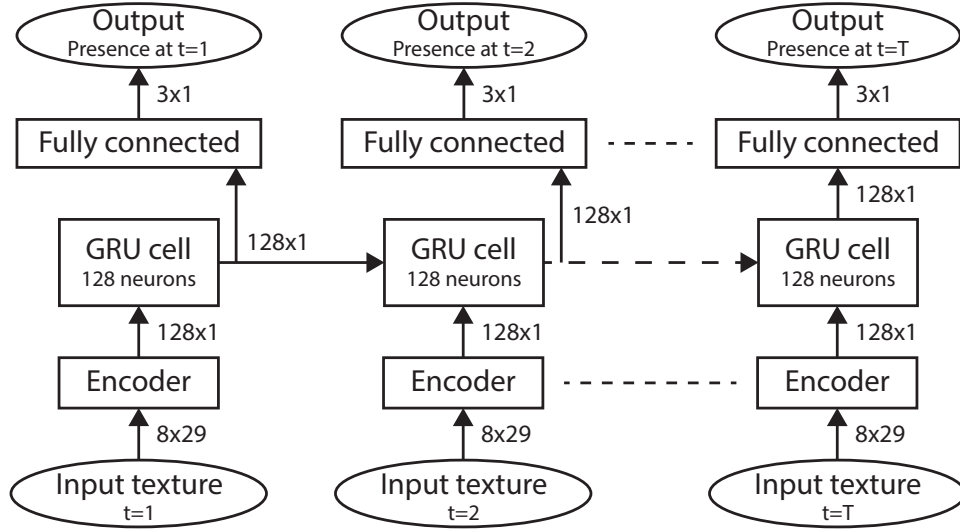 Output
Presence at t=1
Output
Presence at t=2
Output
Presence at t=T
3x1
3x1
3x1
Fully connected
Fully connected
Fully connected
128x1
128x1
128x1
GRU cell
128 neurons
GRU cell
128 neurons
GRU cell
128 neurons
128x1
128x1
128x1
Encoder
Encoder
Encoder
8x29
8x29
8x29
Input texture
t=1
Input texture
t=2
Input texture
t=T